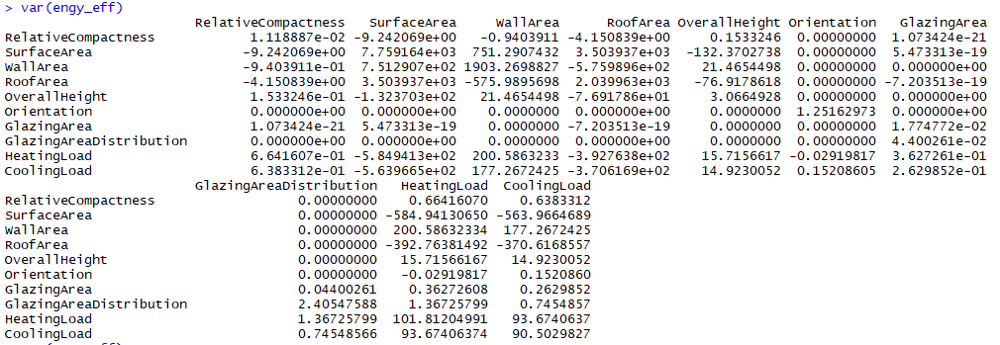 > var(engy_eff)
RelativeCompactness SurfaceArea WallArea RoofArea OverallHeight Orientation GlazingArea
RelativeCompactness 1.118887e-02 -9.242069e+00 -0.9403911 -4.150839e+00 0.1533246 0.00000000 1.073424e-21
SurfaceArea -9.242069e+00 7.759164e+03 751.2907432 3.503937e+03 -132.3702738 0.00000000 5.473313e-19
WallArea -9.403911e-01 7.512907e+02 1903.2698827 -5.759896e+02 21.4654498 0.00000000 0.000000e+00
RoofArea -4.150839e+00 3.503937e+03 -575.9895698 2.039963e+03 -76.9178618 0.00000000 -7.203513e-19
OverallHeight 1.533246e-01 -1.323703e+02 21.4654498 -7.691786e+01 3.0664928 0.00000000 0.000000e+00
Orientation 0.000000e+00 0.000000e+00 0.0000000 0.000000e+00 0.0000000 1.25162973 0.000000e+00
GlazingArea 1.073424e-21 5.473313e-19 0.0000000 -7.203513e-19 0.0000000 0.00000000 1.774772e-02
GlazingAreaDistribution 0.000000e+00 0.000000e+00 0.0000000 0.000000e+00 0.0000000 0.00000000 4.400261e-02
HeatingLoad 6.641607e-01 -5.849413e+02 200.5863233 -3.927638e+02 15.7156617 -0.02919817 3.627261e-01
CoolingLoad 6.383312e-01 -5.639665e+02 177.2672425 -3.706169e+02 14.9230052 0.15208605 2.629852e-01
GlazingAreaDistribution HeatingLoad CoolingLoad
RelativeCompactness 0.00000000 0.66416070 0.6383312
SurfaceArea 0.00000000 -584.94130650 -563.9664689
WallArea 0.00000000 200.58632334 177.2672425
RoofArea 0.00000000 -392.76381492 -370.6168557
OverallHeight 0.00000000 15.71566167 14.9230052
Orientation 0.00000000 -0.02919817 0.1520860
GlazingArea 0.04400261 0.36272608 0.2629852
GlazingAreaDistribution 2.40547588 1.36725799 0.7454857
HeatingLoad 1.36725799 101.81204991 93.6740637
CoolingLoad 0.74548566 93.67406374 90.5029827